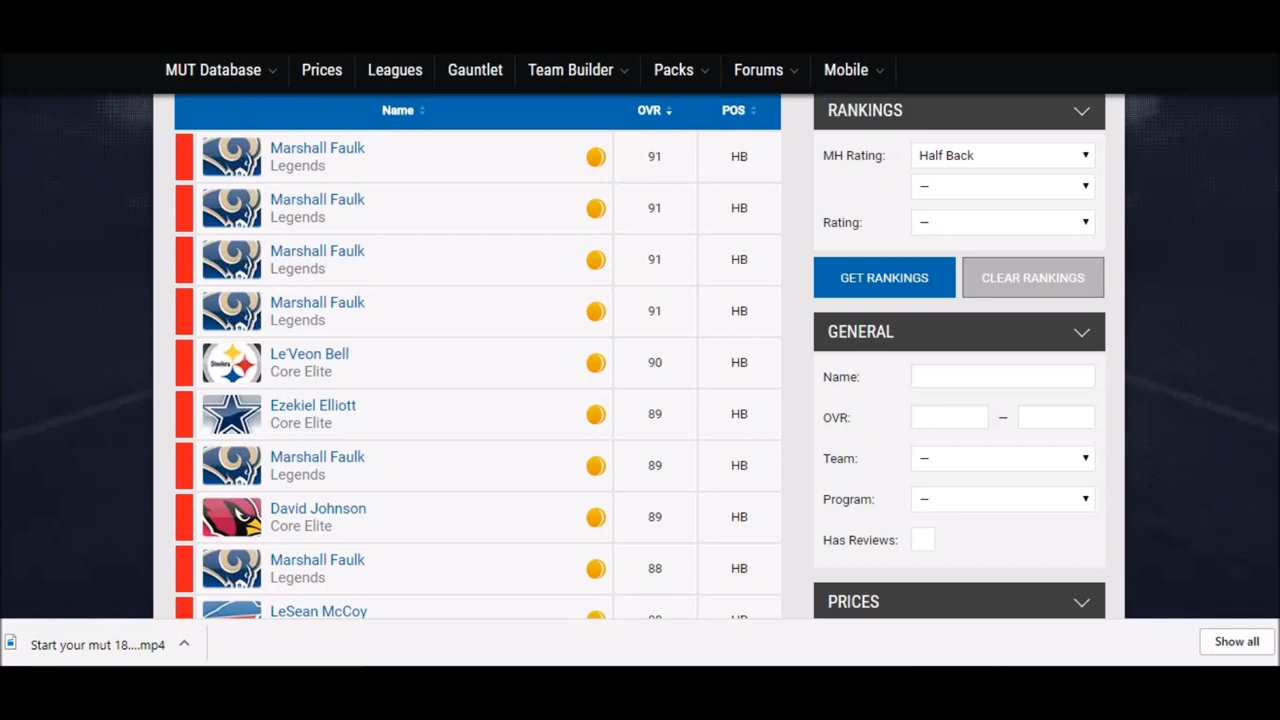 MUT Database Prices Leagues Gauntlet Team Builder Packs Forums Mobile
Name OVR POS
Marshall Faulk 91 HB
Legends
Marshall Faulk 91 HB
Legends
Marshall Faulk 91 HB
Legends
Marshall Faulk 91 HB
Legends
Le'Veon Bell 90 HB
Core Elite
Steelers
Ezekiel Elliott 89 HB
Core Elite
Marshall Faulk 89 HB
Legends
David Johnson 89 HB
Core Elite
Marshall Faulk 88 HB
Legends
LeSean McCoy
RANKINGS
MH Rating: Half Back
–
Rating: –
GET RANKINGS CLEAR RANKINGS
GENERAL
Name:
OVR: –
Team: –
Program: –
Has Reviews:
PRICES
Start your mut 18....mp4 Show all